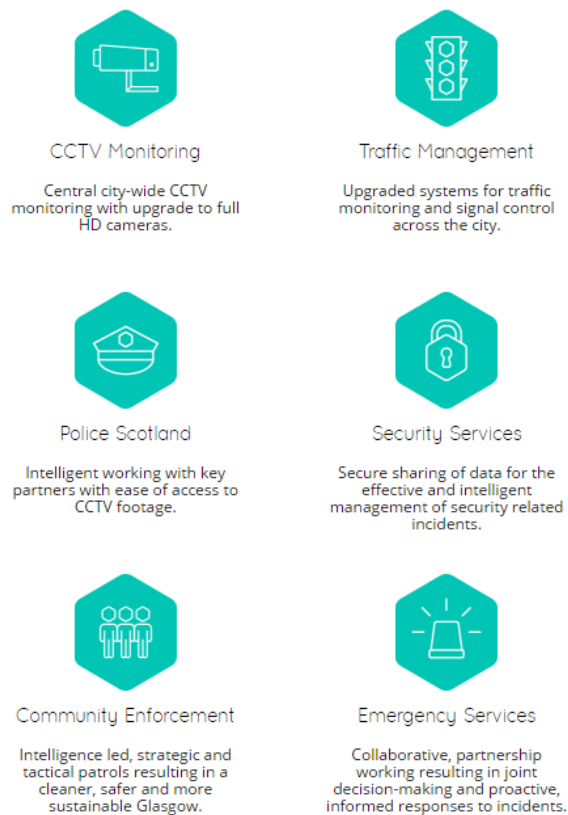 CCTV Monitoring
Central city-wide CCTV
monitoring with upgrade to full
HD cameras.
Traffic Management
Upgraded systems for traffic
monitoring and signal control
across the city.
Police Scotland
Intelligent working with key
partners with ease of access to
CCTV footage.
Security Services
Secure sharing of data for the
effective and intelligent
management of security related
incidents.
Community Enforcement
Intelligence led, strategic and
tactical patrols resulting in a
cleaner, safer and more
sustainable Glasgow.
Emergency Services
Collaborative, partnership
working resulting in joint
decision-making and proactive,
informed responses to incidents.